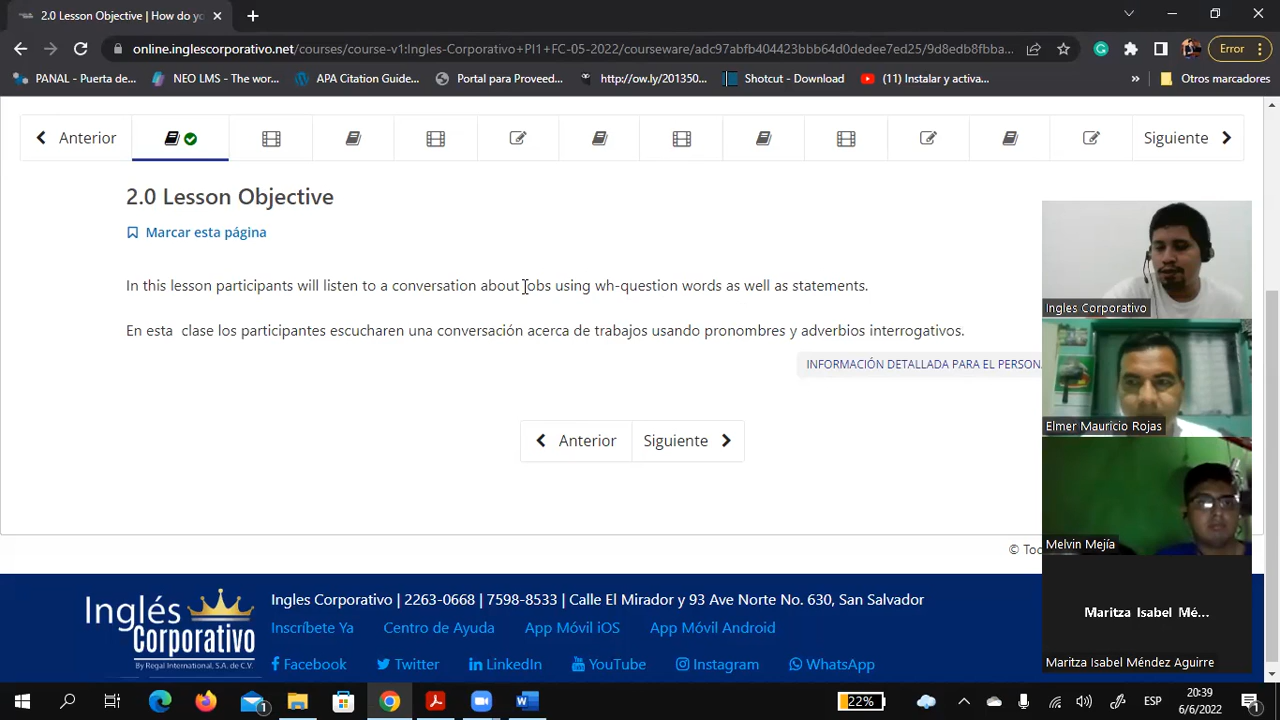 2.0 Lesson Objective | How do yo
online.inglescorporativo.net/courses/course-v1:Ingles-Corporativo+PI1+FC-05-2022/courseware/adc97abfb404423bbb64d0dedee7ed25/9d8edb8fbba...
Error
PANAL - Puerta de...
NEO LMS - The wor...
APA Citation Guide...
Portal para Proveed...
http://ow.ly/201350...
Shotcut - Download
(11) Instalar y activa...
»
Otros marcadores
Anterior
Siguiente
2.0 Lesson Objective
Marcar esta página
In this lesson participants will listen to a conversation about jobs using wh-question words as well as statements.
En esta clase los participantes escucharen una conversación acerca de trabajos usando pronombres y adverbios interrogativos.
INFORMACIÓN DETALLADA PARA EL PERSONA
Anterior
Siguiente
© Too
Ingles Corporativo
Elmer Mauricio Rojas
Melvin Mejía
Maritza Isabel Mé...
Maritza Isabel Méndez Aguirre
Inglés
Corporativo
By Regal International, S.A. de C.V.
Ingles Corporativo | 2263-0668 | 7598-8533 | Calle El Mirador y 93 Ave Norte No. 630, San Salvador
Inscríbete Ya
Centro de Ayuda
App Móvil iOS
App Móvil Android
Facebook
Twitter
LinkedIn
YouTube
Instagram
WhatsApp
1
22%
ESP
20:39
6/6/2022
1